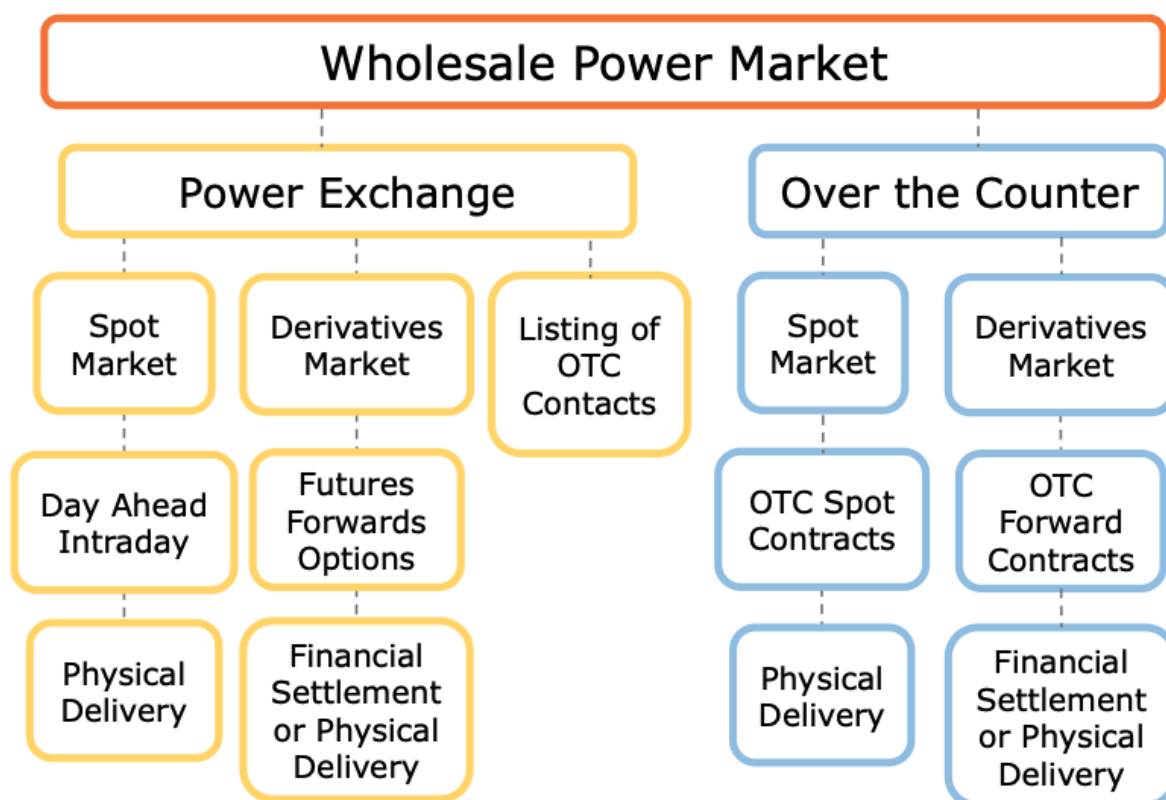 Wholesale Power Market
Power Exchange
Over the Counter
Spot
Market
Derivatives
Market
Listing of
OTC
Contacts
Spot
Market
Derivatives
Market
Day Ahead
Intraday
Futures
Forwards
Options
OTC Spot
Contracts
OTC
Forward
Contracts
Physical
Delivery
Financial
Settlement
or Physical
Delivery
Physical
Delivery
Financial
Settlement
or Physical
Delivery